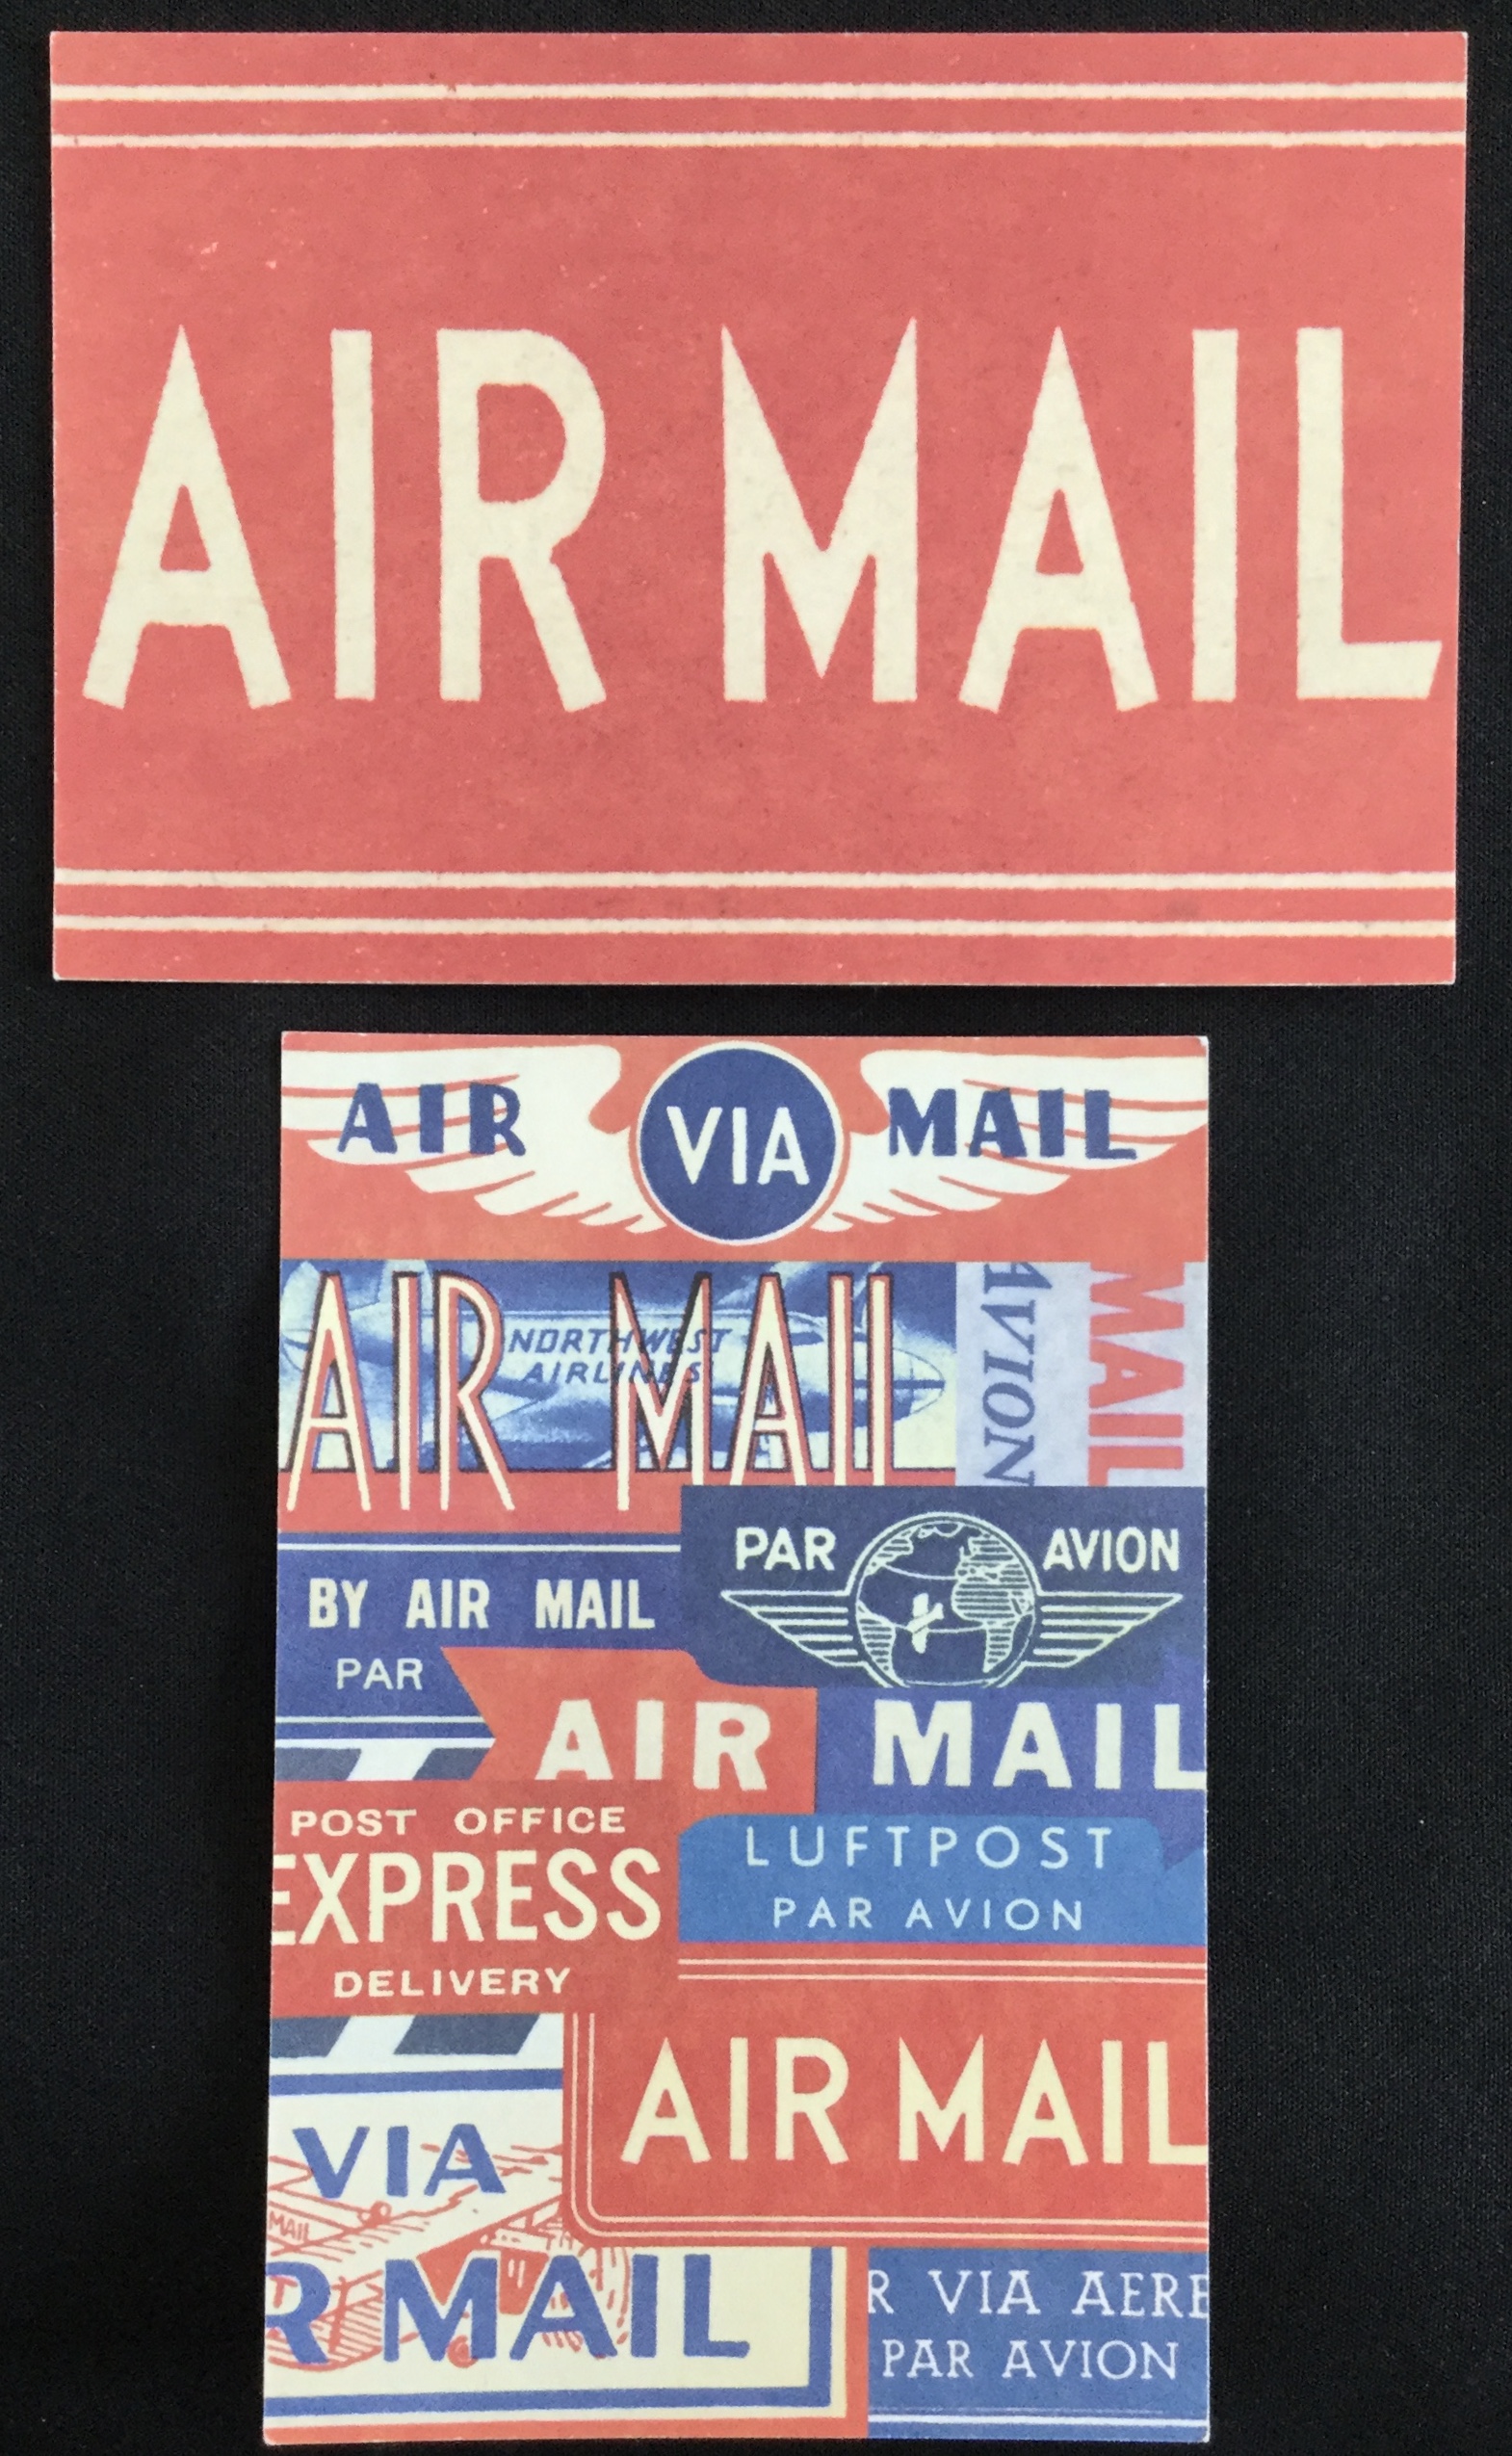 AIR MAIL
AIR VIA MAIL
AIR MAIL
NORTHWEST
AIRLINES
AVION
MAIL
PAR AVION
BY AIR MAIL
PAR
AIR MAIL
POST OFFICE
EXPRESS
DELIVERY
LUFTPOST
PAR AVION
AIR MAIL
VIA
MAIL
R MAIL
R VIA AERE
PAR AVION